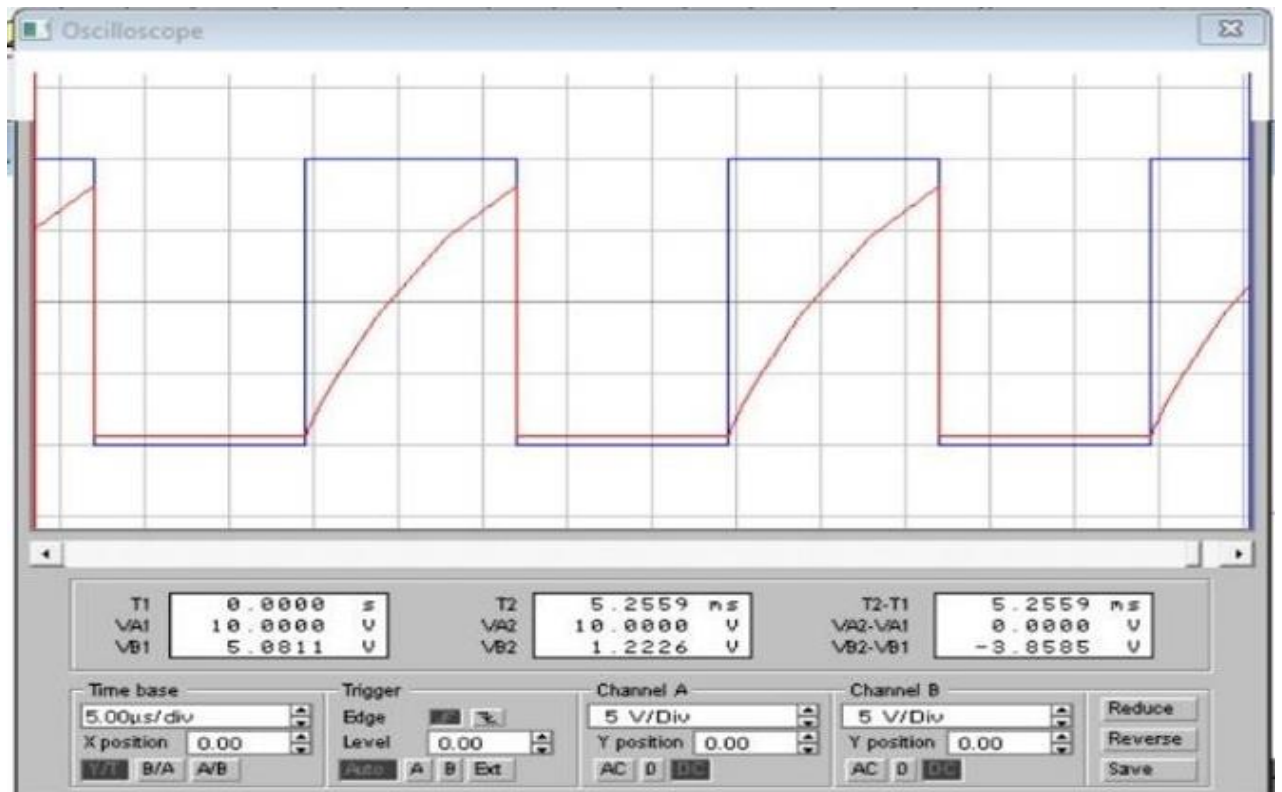 Oscilloscope
T1 0.0000 s T2 5.2559 ms T2-T1 5.2559 ms
VA1 10.0000 V VA2 10.0000 V VA2-VA1 0.0000 V
VB1 5.0811 V VB2 1.2226 V VB2-VB1 -3.8585 V
Time base Trigger Channel A Channel B
5.00µs/div Edge 5 V/Div 5 V/Div Reduce
X position 0.00 Level 0.00 Y position 0.00 Y position 0.00 Reverse
Y/T B/A A/B Auto A B Ext AC 0 DC AC 0 DC Save